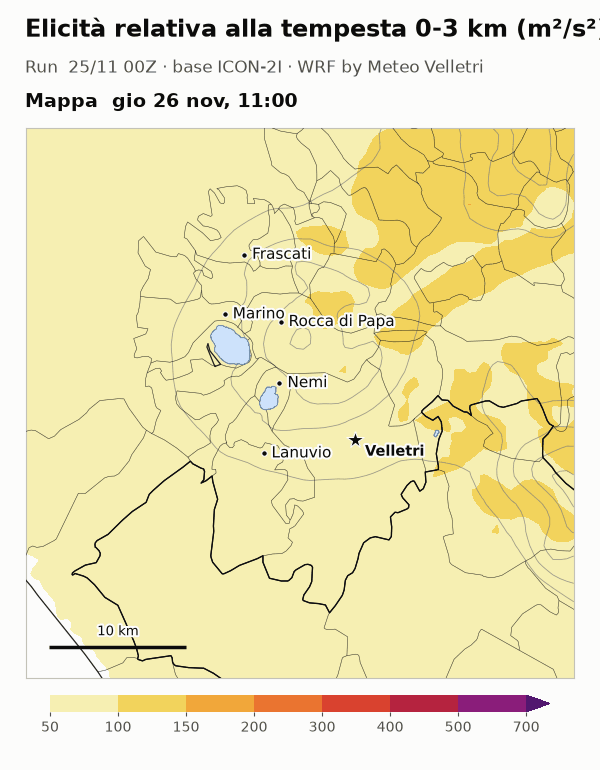 Elicità relativa alla tempesta 0-3 km (m²/s²)
Run  25/11 00Z · base ICON-2I · WRF by Meteo Velletri
Mappa  gio 26 nov, 11:00
Frascati
Marino
Rocca di Papa
Nemi
Velletri
Lanuvio
10 km
50 100 150 200 300 400 500 700